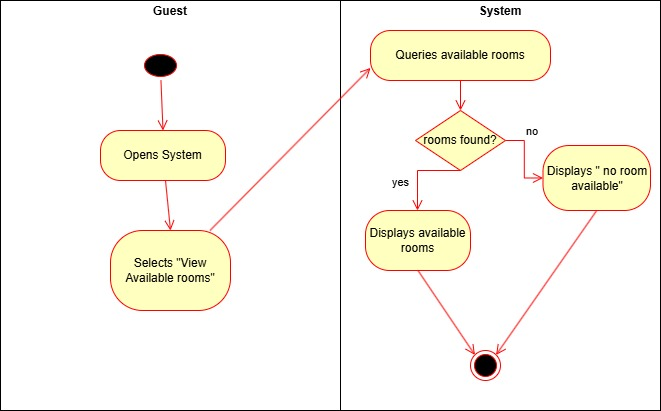 Guest
System
Queries available rooms
rooms found?
no
Opens System
Displays " no room
available"
yes
Displays available
rooms
Selects "View
Available rooms"